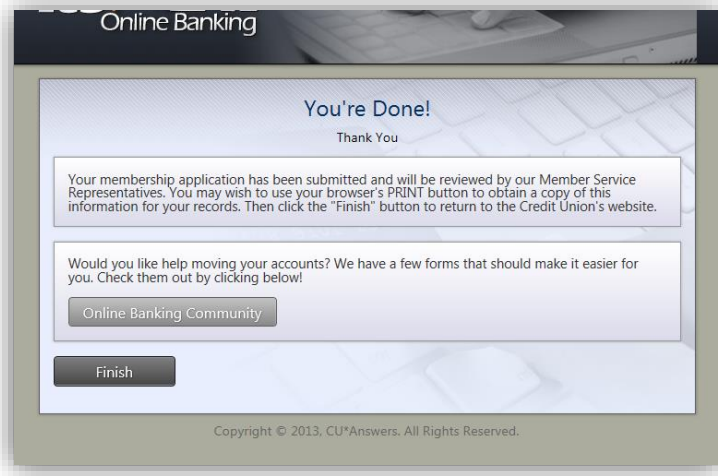 Online Banking
You're Done!
Thank You
Your membership application has been submitted and will be reviewed by our Member Service
Representatives. You may wish to use your browser's PRINT button to obtain a copy of this
information for your records. Then click the "Finish" button to return to the Credit Union's website.
Would you like help moving your accounts? We have a few forms that should make it easier for
you. Check them out by clicking below!
Online Banking Community
Finish
Copyright © 2013, CU*Answers. All Rights Reserved.